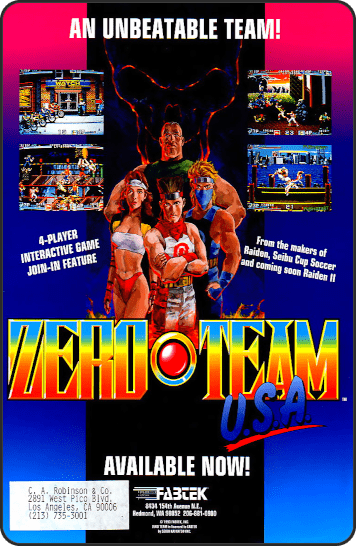 AN UNBEATABLE TEAM!
4-PLAYER
INTERACTIVE GAME
JOIN-IN FEATURE
From the makers of
Raiden, Seibu Cup Soccer
and coming soon Raiden II
ZERO TEAM
U.S.A.
AVAILABLE NOW!
C. A. Robinson & Co.
2891 West Pico Blvd.
Los Angeles, CA 90006
(213) 735-3001
FABTEK
8434 154th Avenue N.E.,
Redmond, WA 98052 206-881-0980